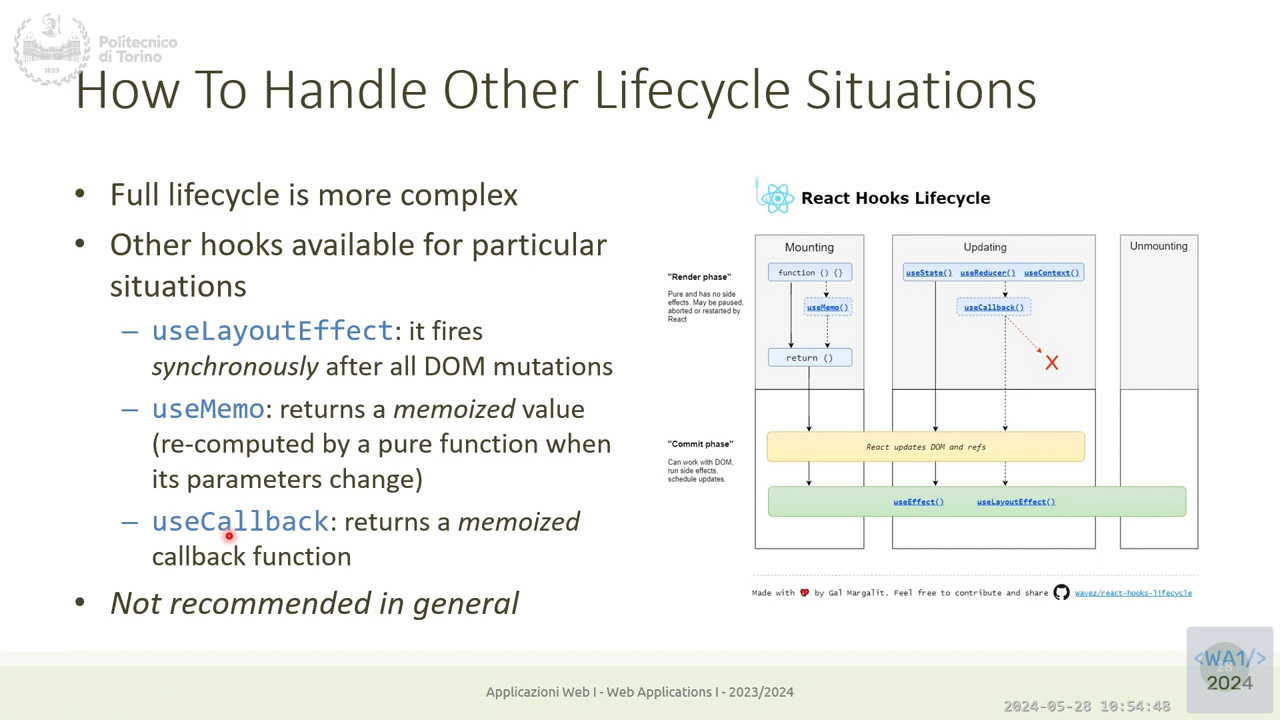 Politecnico
di Torino
1859
How To Handle Other Lifecycle Situations
• Full lifecycle is more complex
• Other hooks available for particular
situations
– useLayoutEffect: it fires
synchronously after all DOM mutations
– useMemo: returns a memoized value
(re-computed by a pure function when
its parameters change)
– useCallback: returns a memoized
callback function
• Not recommended in general
React Hooks Lifecycle
Mounting
Updating
Unmounting
"Render phase"
Pure and has no side
effects. May be paused,
aborted or restarted by
React
function () {}
useMemo()
return ()
useState() useReducer() useContext()
useCallback()
X
"Commit phase"
Can work with DOM,
run side effects,
schedule updates.
React updates DOM and refs
useEffect() useLayoutEffect()
Made with ❤ by Gal Margalit. Feel free to contribute and share wavez/react-hooks-lifecycle
Applicazioni Web I - Web Applications I - 2023/2024
<WA1/>
2024
2024-05-28 10:54:48